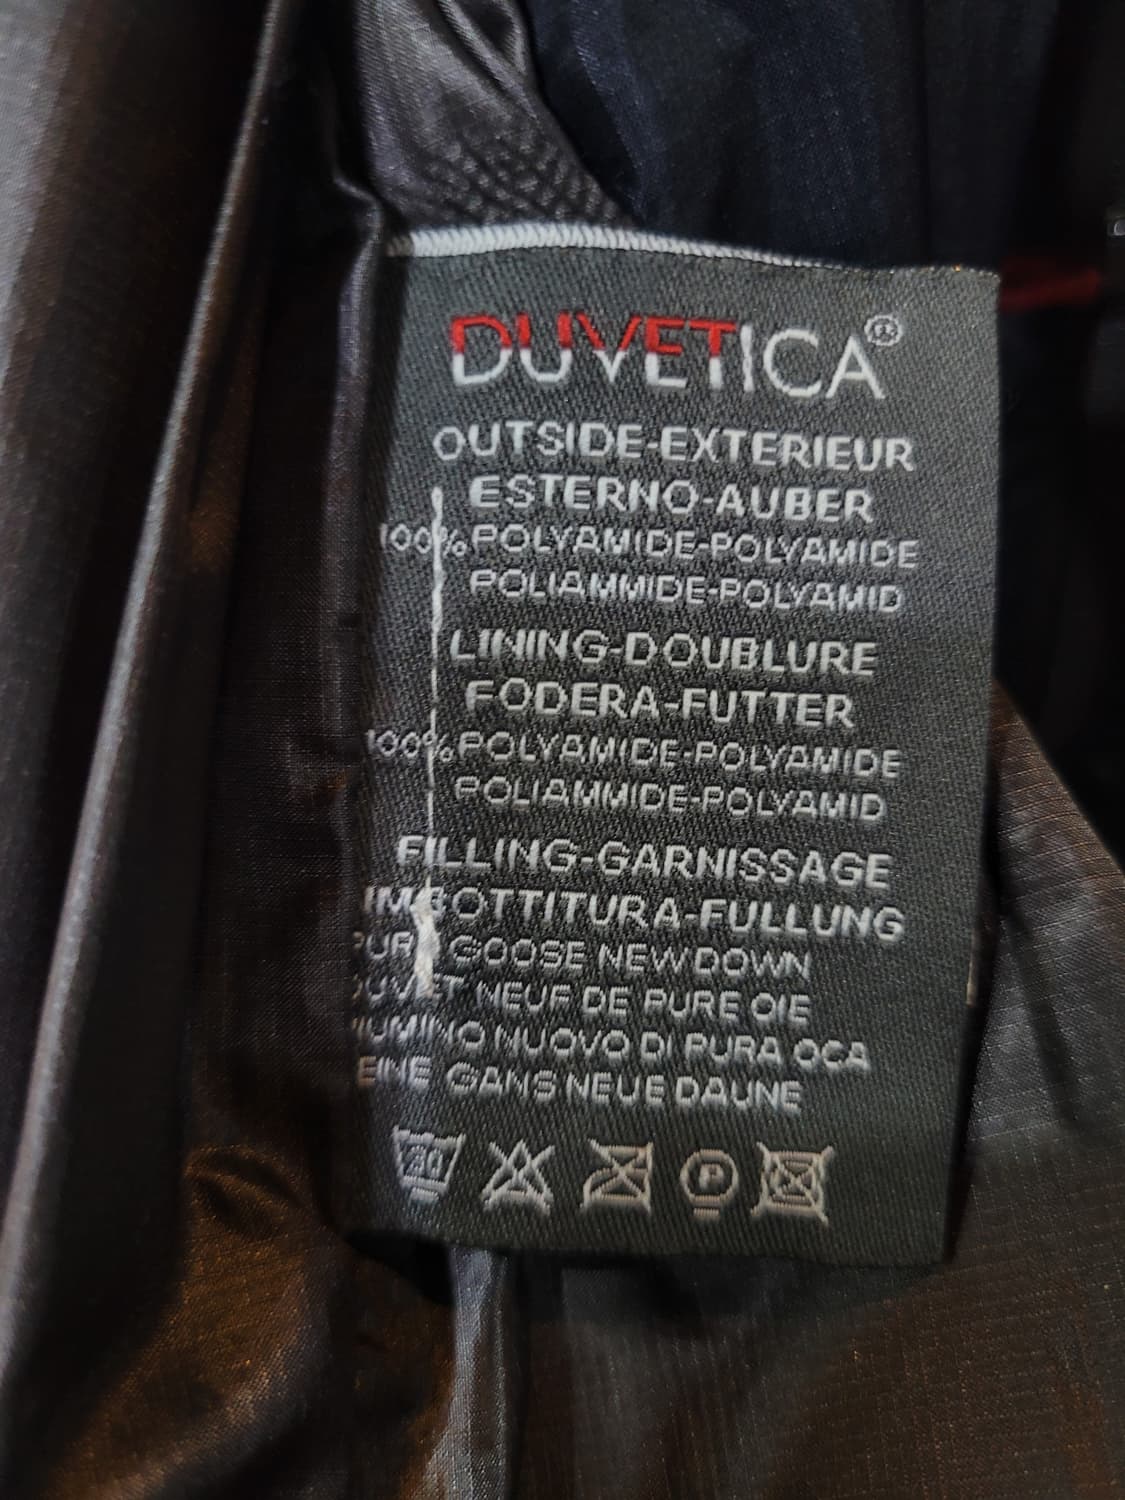 DUVETICA®
OUTSIDE-EXTERIEUR
ESTERNO-AUBER
100%POLYAMIDE-POLYAMIDE
POLIAMMIDE-POLYAMID
LINING-DOUBLURE
FODERA-FUTTER
100%POLYAMIDE-POLYAMIDE
POLIAMMIDE-POLYAMID
FILLING-GARNISSAGE
IMBOTTITURA-FULLUNG
GOOSE NEW DOWN
NEUF DE PURE OIE
NUOVO DI PURA OCA
GANS NEUE DAUNE
30
P